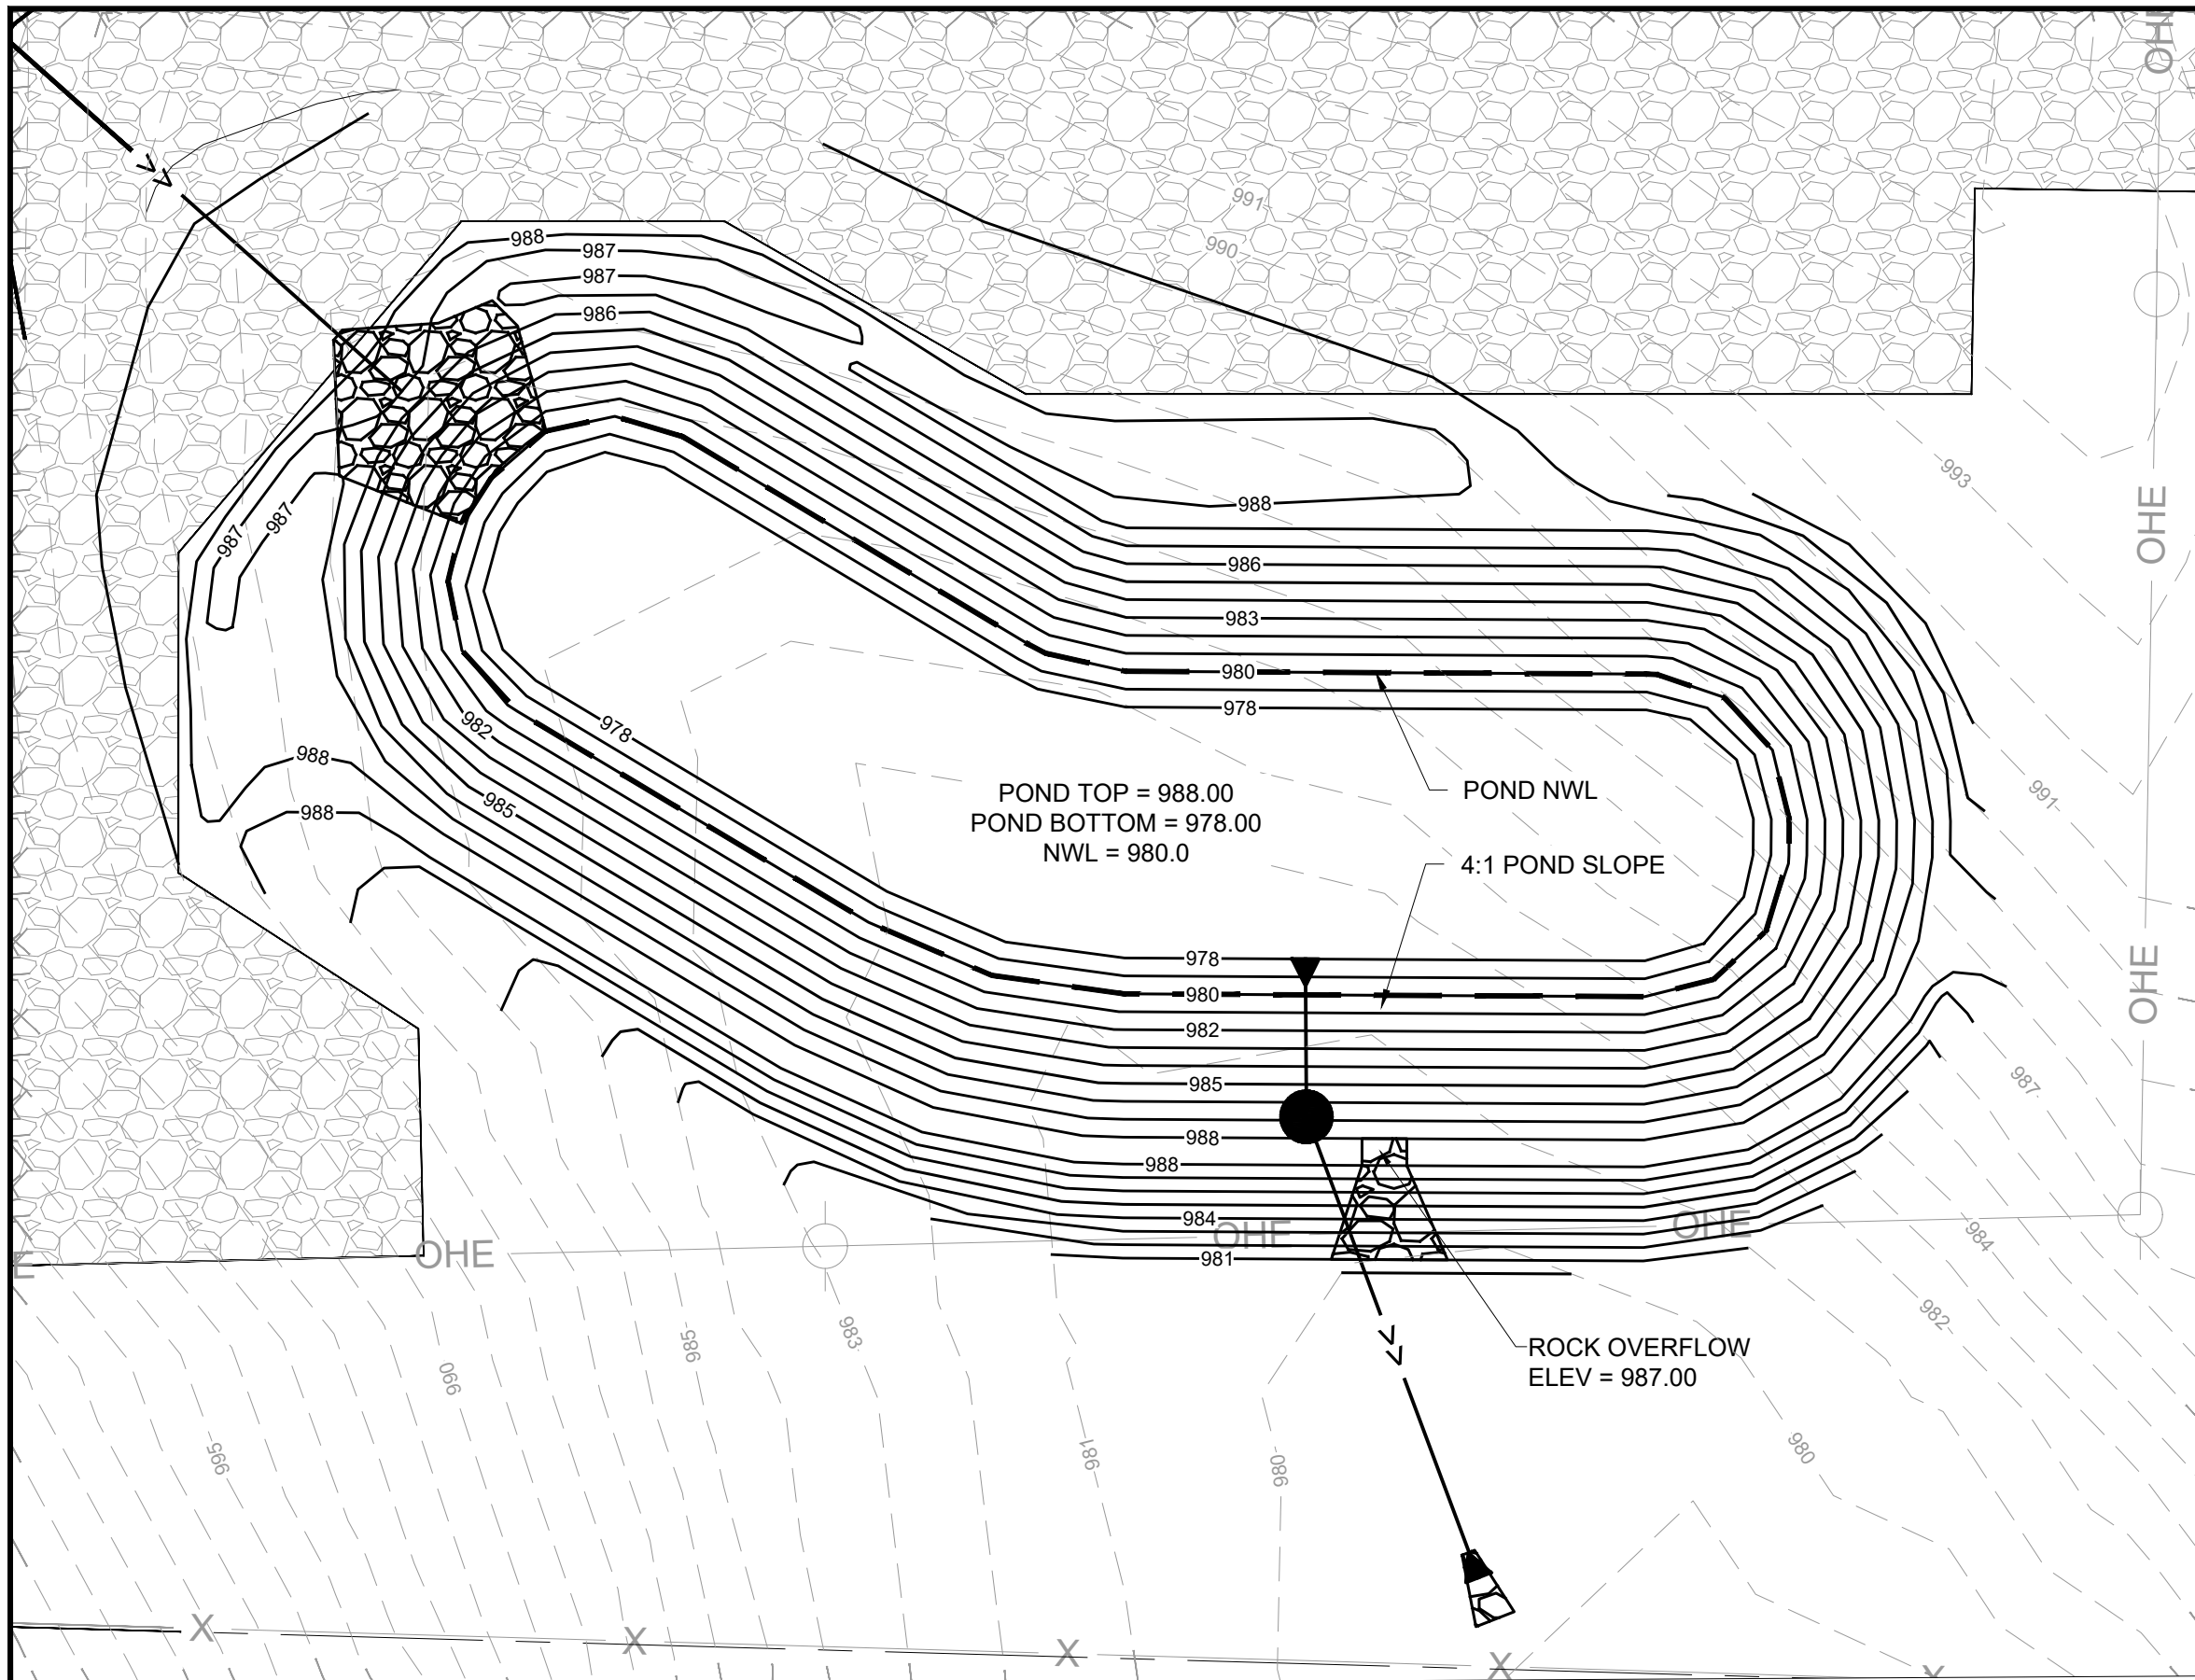 OHE
991
990
988
987
987
986
993
OHE
988
987
987
986
983
980
978
982
978
988
988
985
991
POND TOP = 988.00
POND BOTTOM = 978.00
NWL = 980.0
POND NWL
4:1 POND SLOPE
978
980
982
985
988
988
984
981
OHE
987
984
982
980
OHE
OHE
OHE
E
ROCK OVERFLOW
ELEV = 987.00
995
990
985
983
981
980
X
X
X
X
X